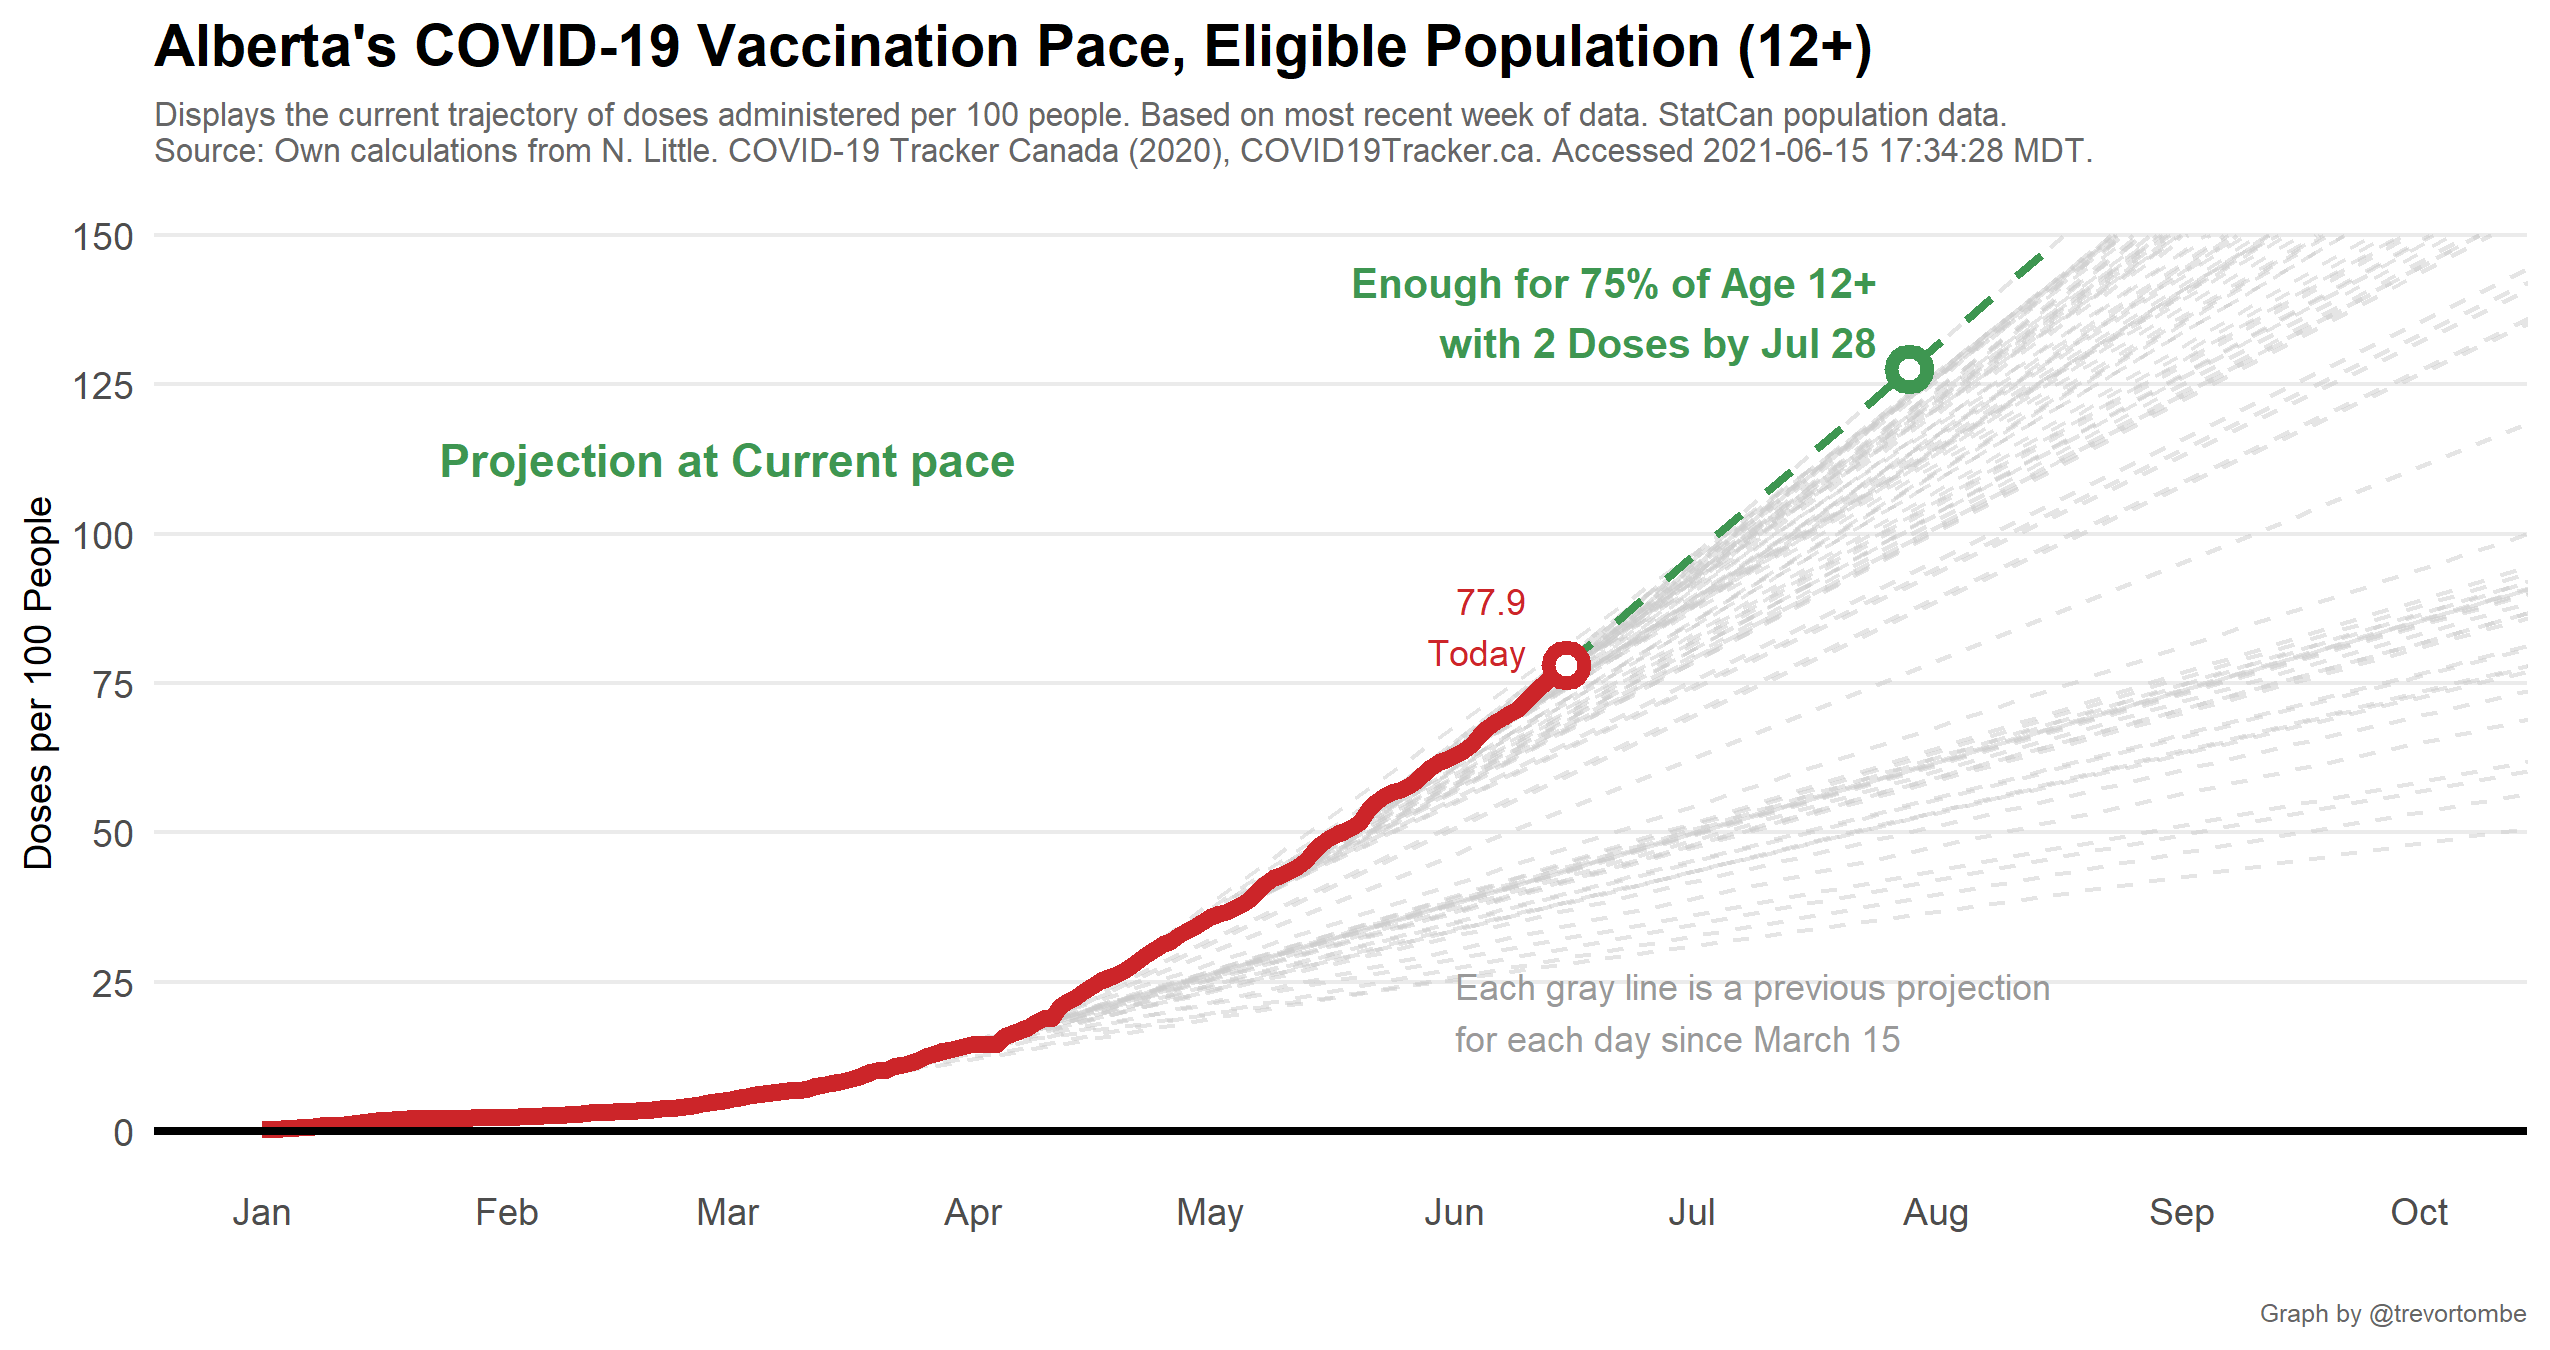 Alberta's COVID-19 Vaccination Pace, Eligible Population (12+)
Displays the current trajectory of doses administered per 100 people. Based on most recent week of data. StatCan population data.
Source: Own calculations from N. Little. COVID-19 Tracker Canada (2020), COVID19Tracker.ca. Accessed 2021-06-15 17:34:28 MDT.
Doses per 100 People
150
125
100
75
50
25
0
Enough for 75% of Age 12+
with 2 Doses by Jul 28
Projection at Current pace
77.9
Today
Each gray line is a previous projection
for each day since March 15
Jan Feb Mar Apr May Jun Jul Aug Sep Oct
Graph by @trevortombe